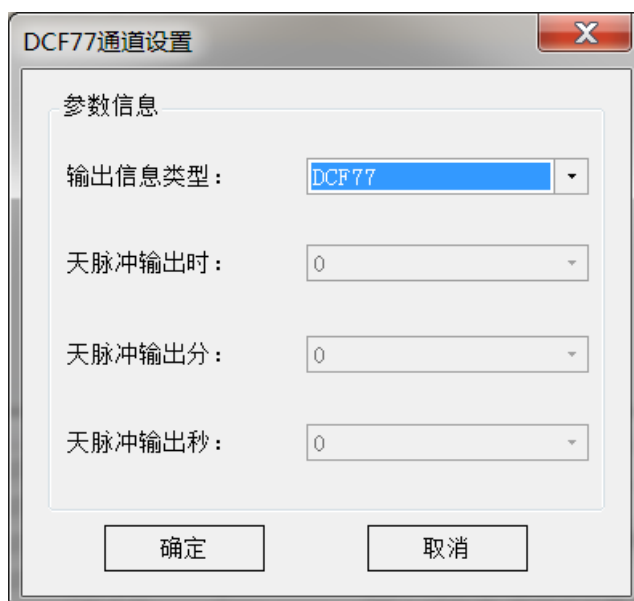 DCF77通道设置
参数信息
输出信息类型： DCF77
天脉冲输出时： 0
天脉冲输出分： 0
天脉冲输出秒： 0
确定 取消